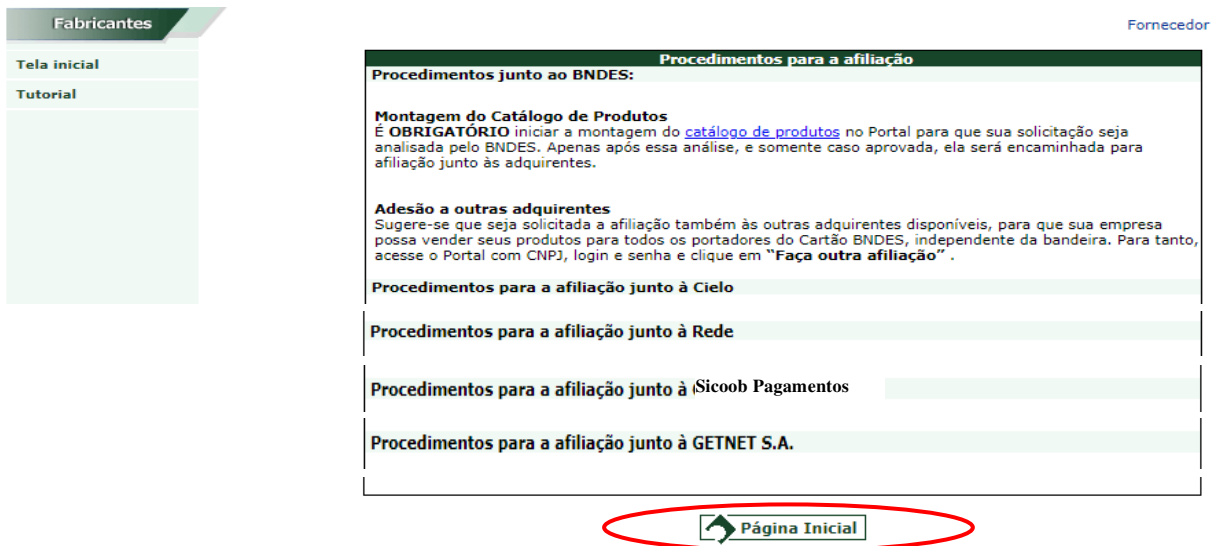 Fabricantes
Fornecedor
Tela inicial
Tutorial
Procedimentos para a afiliação
Procedimentos junto ao BNDES:
Montagem do Catálogo de Produtos
É OBRIGATÓRIO iniciar a montagem do catálogo de produtos no Portal para que sua solicitação seja
analisada pelo BNDES. Apenas após essa análise, e somente caso aprovada, ela será encaminhada para
afiliação junto às adquirentes.
Adesão a outras adquirentes
Sugere-se que seja solicitada a afiliação também às outras adquirentes disponíveis, para que sua empresa
possa vender seus produtos para todos os portadores do Cartão BNDES, independente da bandeira. Para tanto,
acesse o Portal com CNPJ, login e senha e clique em “Faça outra afiliação” .
Procedimentos para a afiliação junto à Cielo
Procedimentos para a afiliação junto à Rede
Procedimentos para a afiliação junto à Sicoob Pagamentos
Procedimentos para a afiliação junto à GETNET S.A.
Página Inicial